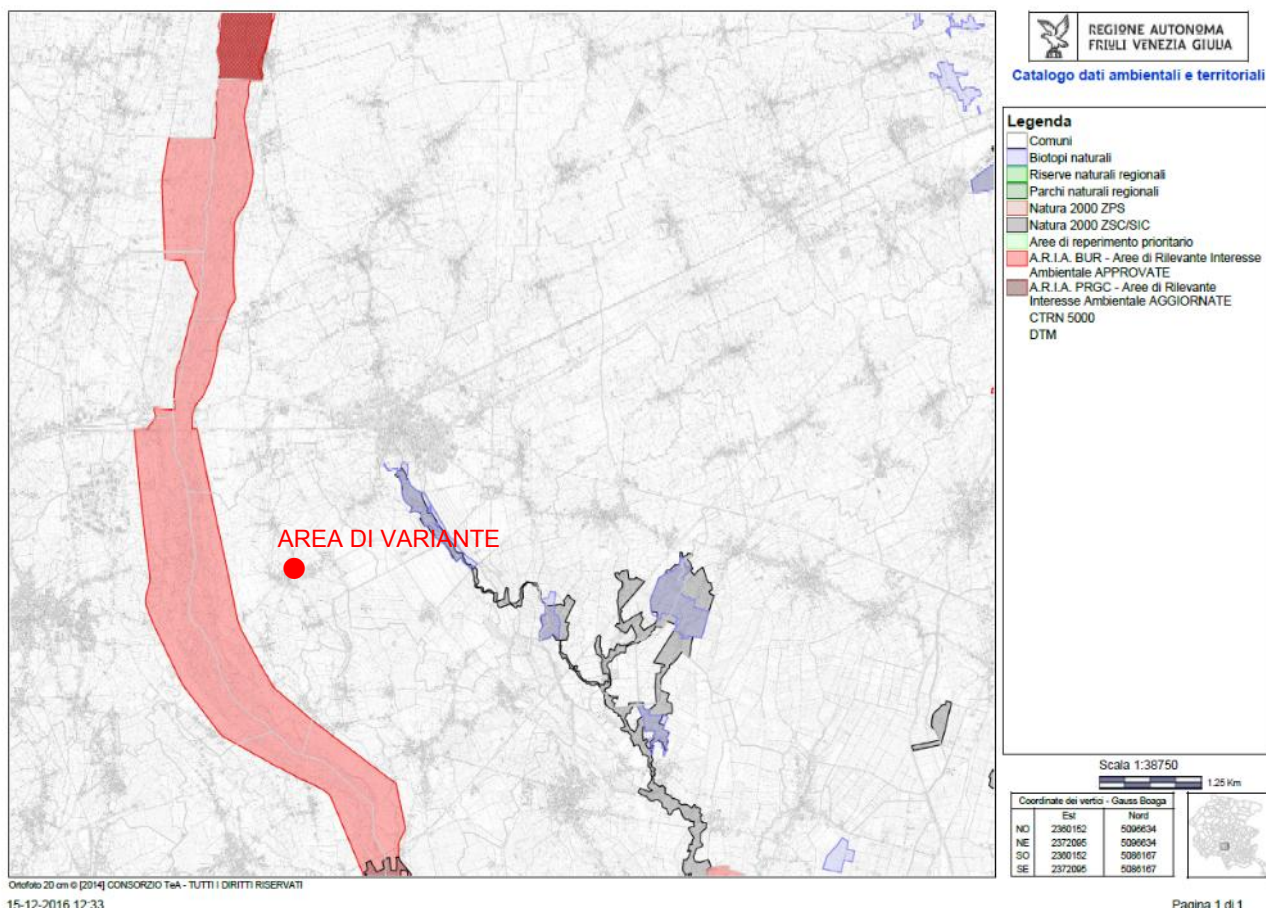 REGIONE AUTONOMA
FRIULI VENEZIA GIULIA
Catalogo dati ambientali e territoriali
Legenda
Comuni
Biotopi naturali
Riserve naturali regionali
Parchi naturali regionali
Natura 2000 ZPS
Natura 2000 ZSC/SIC
Aree di reperimento prioritario
A.R.I.A. BUR - Aree di Rilevante Interesse
Ambientale APPROVATE
A.R.I.A. PRGC - Aree di Rilevante
Interesse Ambientale AGGIORNATE
CTRN 5000
DTM
AREA DI VARIANTE
Scala 1:38750
1.25 Km
Coordinate dei vertici - Gauss Boaga
Est Nord
NO 2360152 5096634
NE 2372095 5096634
SO 2360152 5086167
SE 2372095 5086167
Ortofoto 20 cm © [2014] CONSORZIO TeA - TUTTI I DIRITTI RISERVATI
15-12-2016 12:33
Pagina 1 di 1